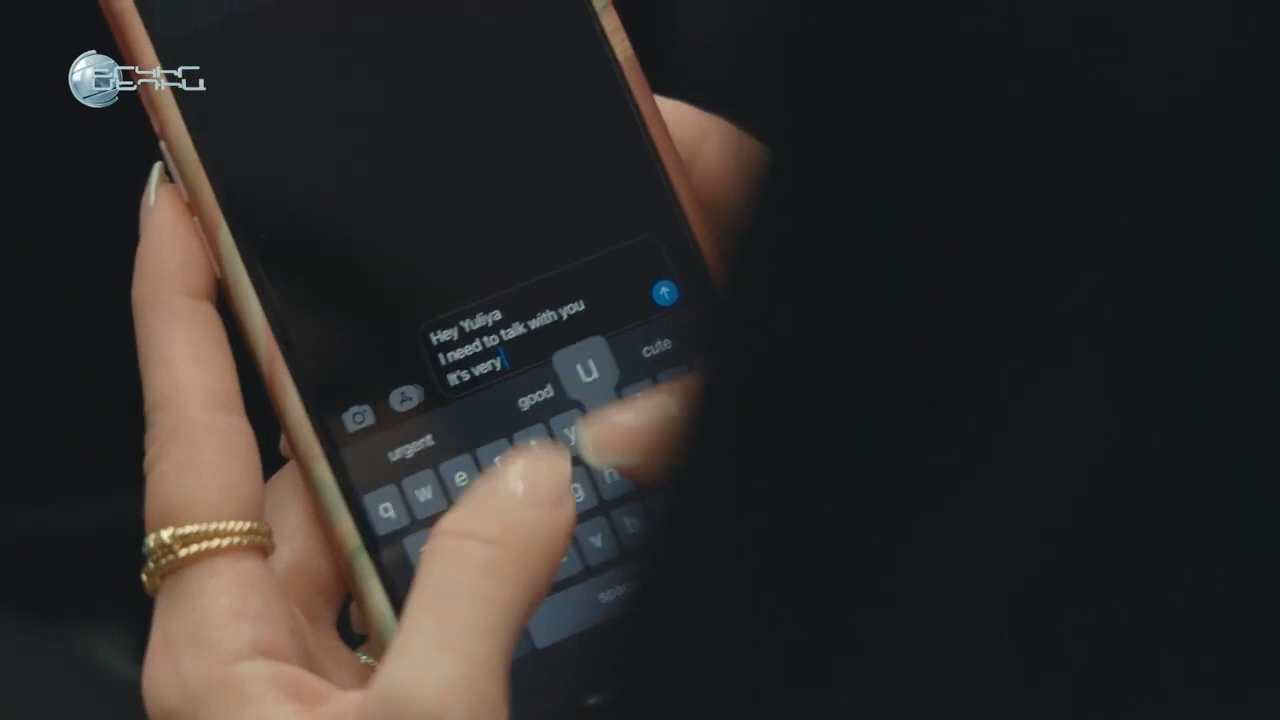 Hey Yuliya
I need to talk with you
It's very
urgent
good
cute
u
q
w
e
y
g
h
v
b